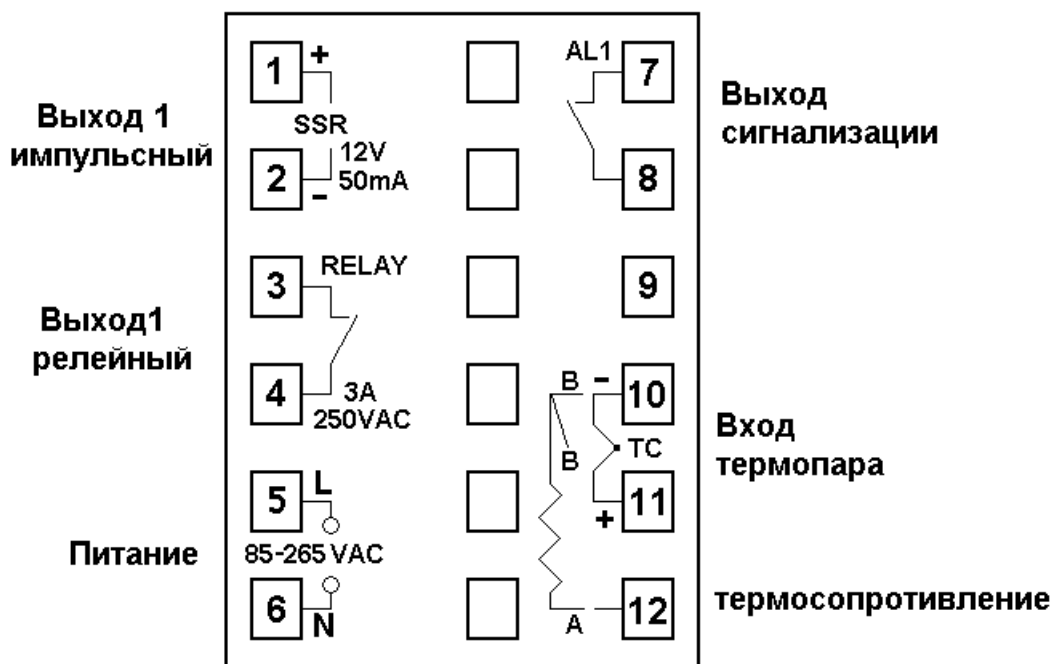 1
+
AL1
7
Выход 1
импульсный
SSR
12V
50mA
2
-
8
Выход
сигнализации
3
RELAY
9
Выход1
релейный
4
3A
250VAC
B
-
10
B
TC
Вход
термопара
5
L
+
11
Питание
85-265 VAC
6
N
A
12
термосопротивление